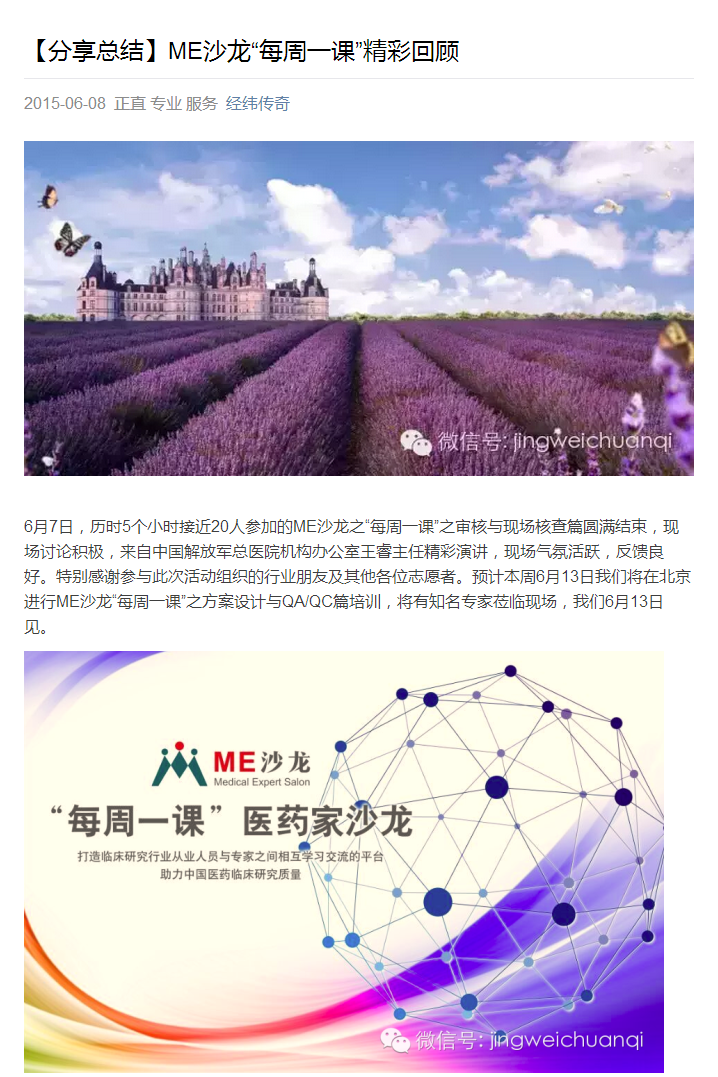 【分享总结】ME沙龙“每周一课”精彩回顾
2015-06-08 正直 专业 服务 经纬传奇
微信号: jingweichuanqi
6月7日，历时5个小时接近20人参加的ME沙龙之“每周一课”之审核与现场核查篇圆满结束，现
场讨论积极，来自中国解放军总医院机构办公室王睿主任精彩演讲，现场气氛活跃，反馈良
好。特别感谢参与此次活动组织的行业朋友及其他各位志愿者。预计本周6月13日我们将在北京
进行ME沙龙“每周一课”之方案设计与QA/QC篇培训，将有知名专家莅临现场，我们6月13日
见。
ME沙龙
Medical Expert Salon
“每周一课”医药家沙龙
打造临床研究行业从业人员与专家之间相互学习交流的平台
助力中国医药临床研究质量
微信号: jingweichuanqi